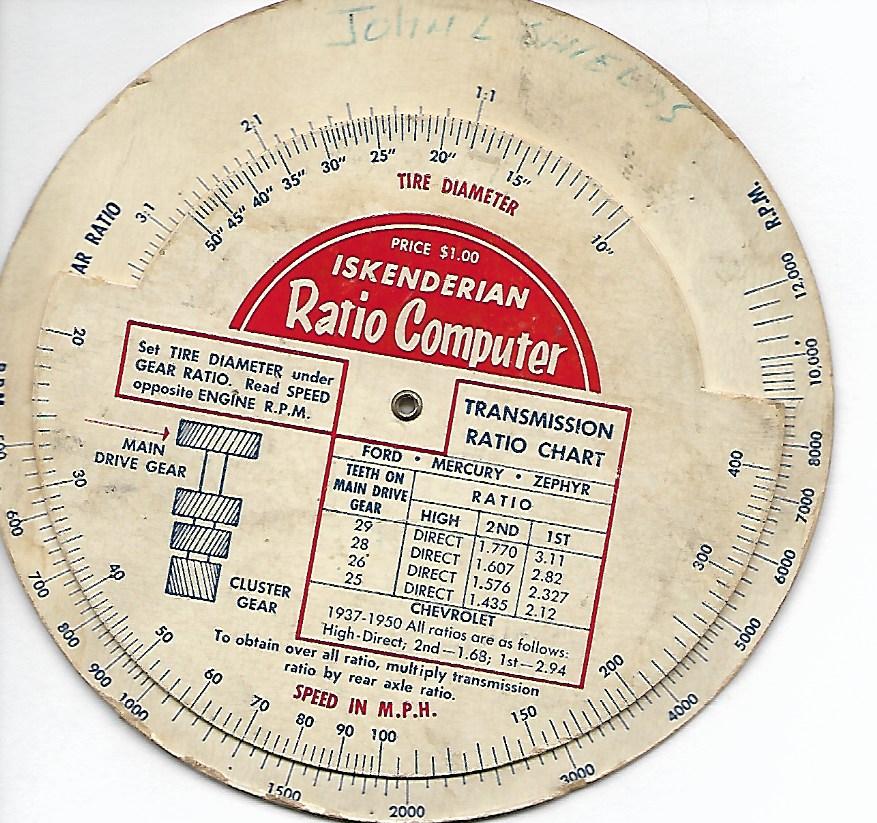 JOHN L
1:1
2:1
3:1
AR RATIO
50" 45" 40" 35" 30" 25" 20" 15" 10"
TIRE DIAMETER
R.P.M.
PRICE $1.00
ISKENDERIAN
Ratio Computer
Set TIRE DIAMETER under
GEAR RATIO. Read SPEED
opposite ENGINE R.P.M.
MAIN
DRIVE GEAR
CLUSTER
GEAR
TRANSMISSION
RATIO CHART
FORD • MERCURY • ZEPHYR
TEETH ON
MAIN DRIVE
GEAR
RATIO
HIGH 2ND 1ST
29 DIRECT 1.770 3.11
28 DIRECT 1.607 2.82
26 DIRECT 1.576 2.327
25 DIRECT 1.435 2.12
CHEVROLET
1937-1950 All ratios are as follows:
High-Direct; 2nd—1.68; 1st—2.94
To obtain over all ratio, multiply transmission
ratio by rear axle ratio.
SPEED IN M.P.H.
20 30 40 50 60 70 80 90 100 150 200 300 400
600 700 800 900 1000 1500 2000 3000 4000 5000 6000 7000 8000 10,000 12,000